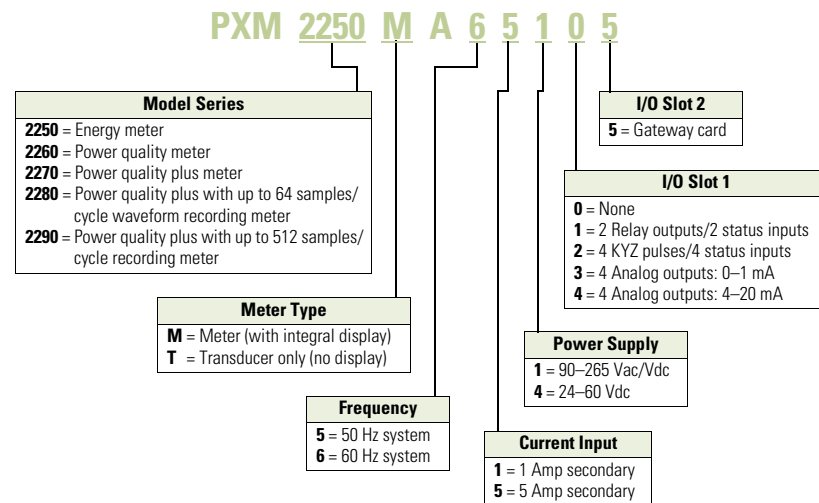 PXM 2250 M A 6 5 1 0 5
Model Series
2250 = Energy meter
2260 = Power quality meter
2270 = Power quality plus meter
2280 = Power quality plus with up to 64 samples/
cycle waveform recording meter
2290 = Power quality plus with up to 512 samples/
cycle recording meter
I/O Slot 2
5 = Gateway card
I/O Slot 1
0 = None
1 = 2 Relay outputs/2 status inputs
2 = 4 KYZ pulses/4 status inputs
3 = 4 Analog outputs: 0–1 mA
4 = 4 Analog outputs: 4–20 mA
Meter Type
M = Meter (with integral display)
T = Transducer only (no display)
Power Supply
1 = 90–265 Vac/Vdc
4 = 24–60 Vdc
Frequency
5 = 50 Hz system
6 = 60 Hz system
Current Input
1 = 1 Amp secondary
5 = 5 Amp secondary